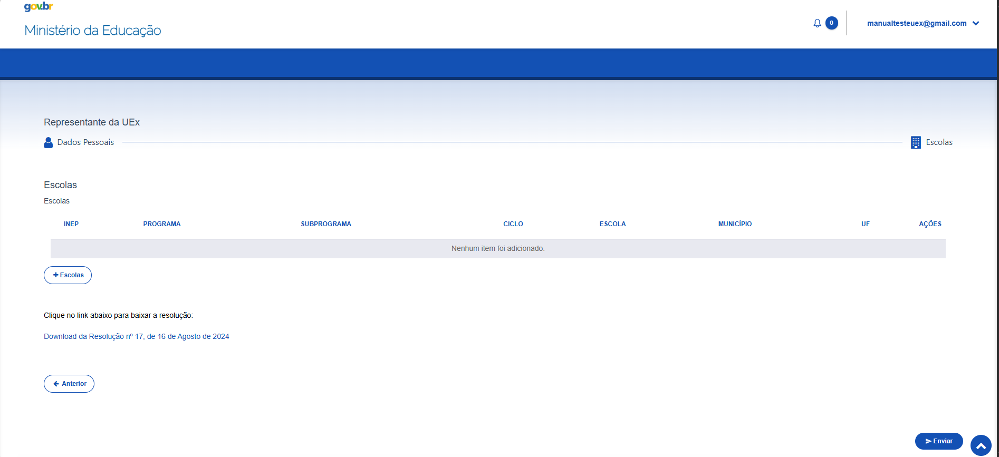 gov.br
Ministério da Educação
0
manualtesteuex@gmail.com
Representante da UEx
Dados Pessoais
Escolas
Escolas
Escolas
INEP PROGRAMA SUBPROGRAMA CICLO ESCOLA MUNICÍPIO UF AÇÕES
Nenhum item foi adicionado.
+ Escolas
Clique no link abaixo para baixar a resolução:
Download da Resolução nº 17, de 16 de Agosto de 2024
Anterior
Enviar